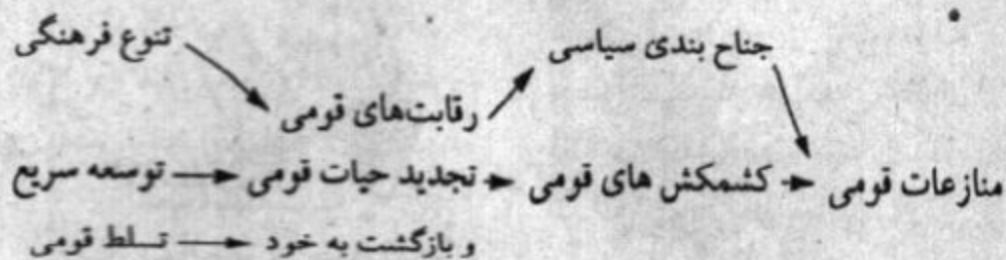 تنوع فرهنگی
جناح بندی سیاسی
رقابت‌های قومی
توسعه سریع تجدید حیات قومی کشمکش های قومی منازعات قومی
تسلط قومی و بازگشت به خود